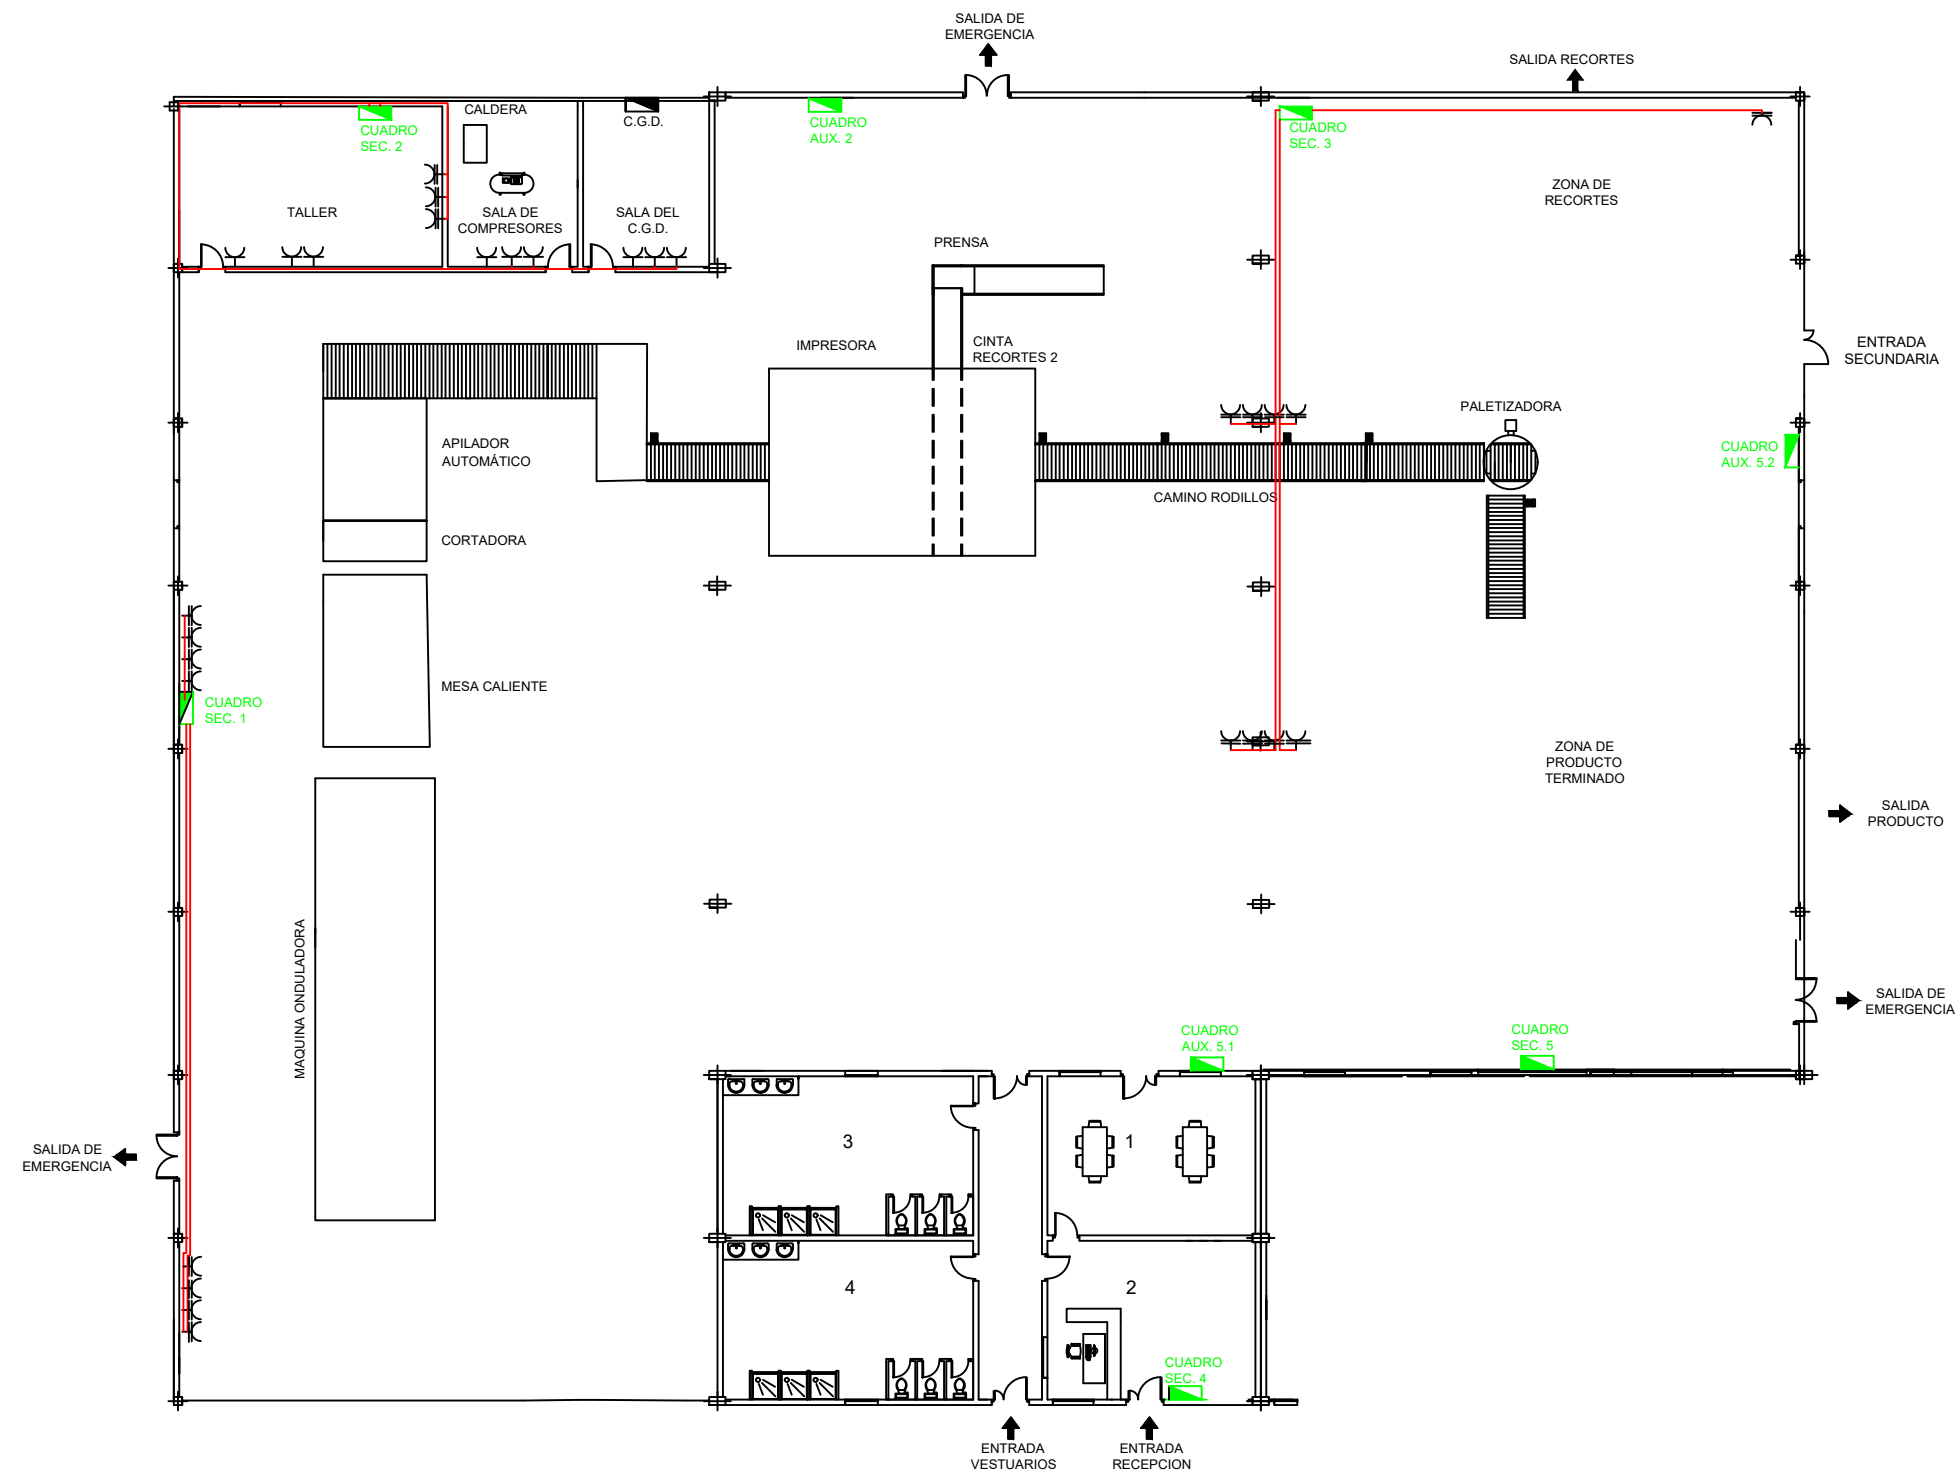 SALIDA DE
EMERGENCIA
SALIDA RECORTES
CALDERA
C.G.D.
CUADRO
SEC. 2
CUADRO
AUX. 2
CUADRO
SEC. 3
TALLER
SALA DE
COMPRESORES
SALA DEL
C.G.D.
ZONA DE
RECORTES
PRENSA
IMPRESORA
CINTA
RECORTES 2
ENTRADA
SECUNDARIA
PALETIZADORA
APILADOR
AUTOMÁTICO
CUADRO
AUX. 5.2
CAMINO RODILLOS
CORTADORA
MESA CALIENTE
CUADRO
SEC. 1
ZONA DE
PRODUCTO
TERMINADO
SALIDA
PRODUCTO
MAQUINA ONDULADORA
SALIDA DE
EMERGENCIA
CUADRO
AUX. 5.1
CUADRO
SEC. 5
SALIDA DE
EMERGENCIA
3
1
4
2
CUADRO
SEC. 4
ENTRADA
VESTUARIOS
ENTRADA
RECEPCION